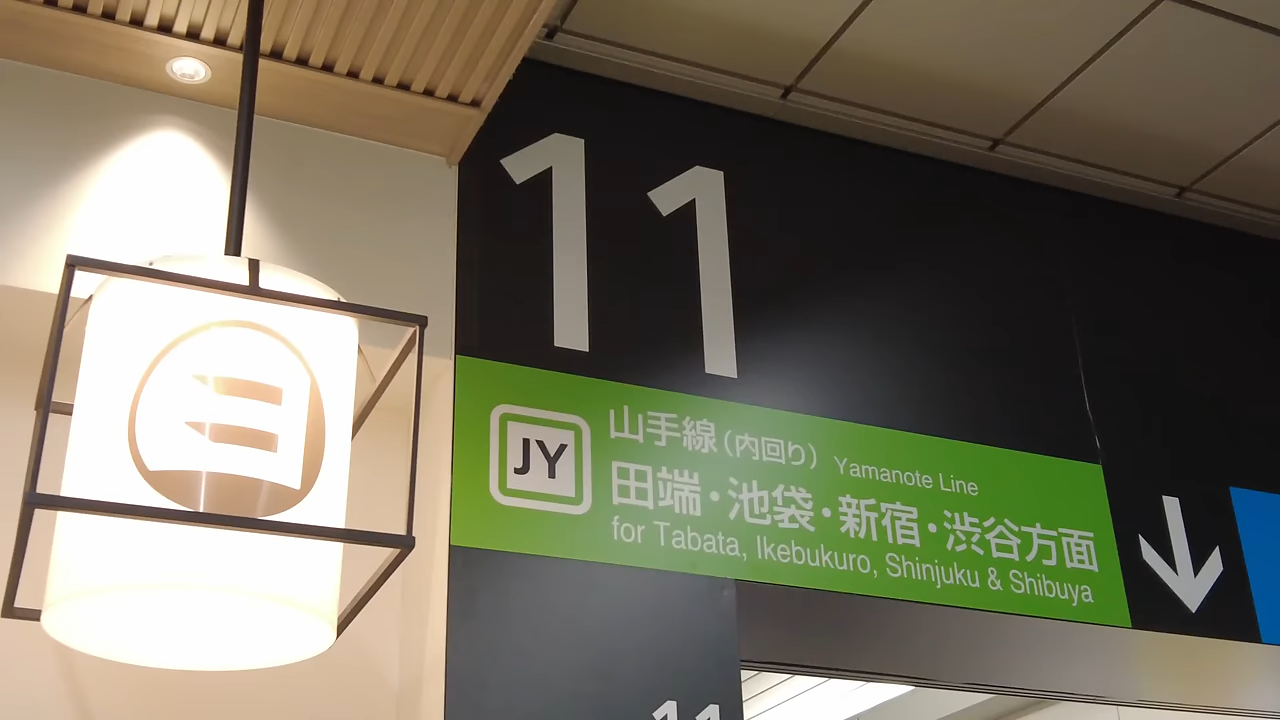 11
JY
山手線(内回り) Yamanote Line
田端・池袋・新宿・渋谷方面
for Tabata, Ikebukuro, Shinjuku & Shibuya
11